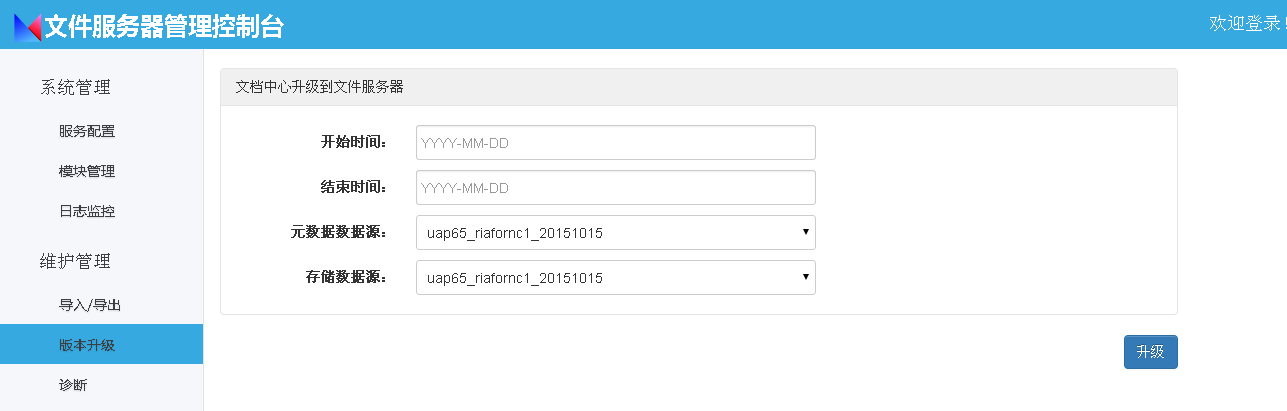 文件服务器管理控制台
欢迎登录!
系统管理
服务配置
模块管理
日志监控
维护管理
导入/导出
版本升级
诊断
文档中心升级到文件服务器
开始时间： YYYY-MM-DD
结束时间： YYYY-MM-DD
元数据数据源： uap65_riafornc1_20151015
存储数据源： uap65_riafornc1_20151015
升级